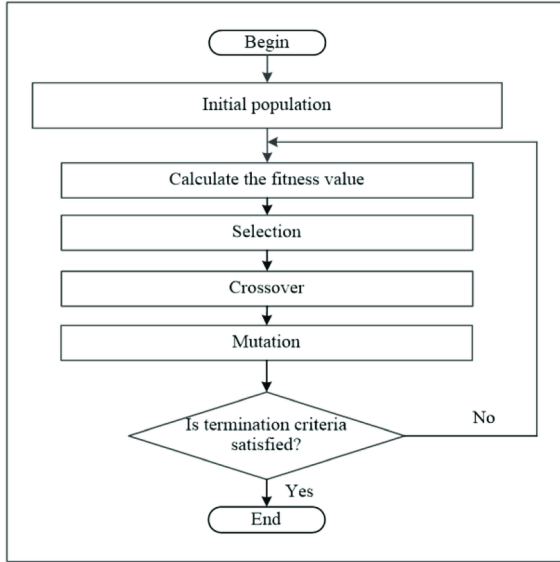 Begin
Initial population
Calculate the fitness value
Selection
Crossover
Mutation
Is termination criteria
satisfied?
No
Yes
End